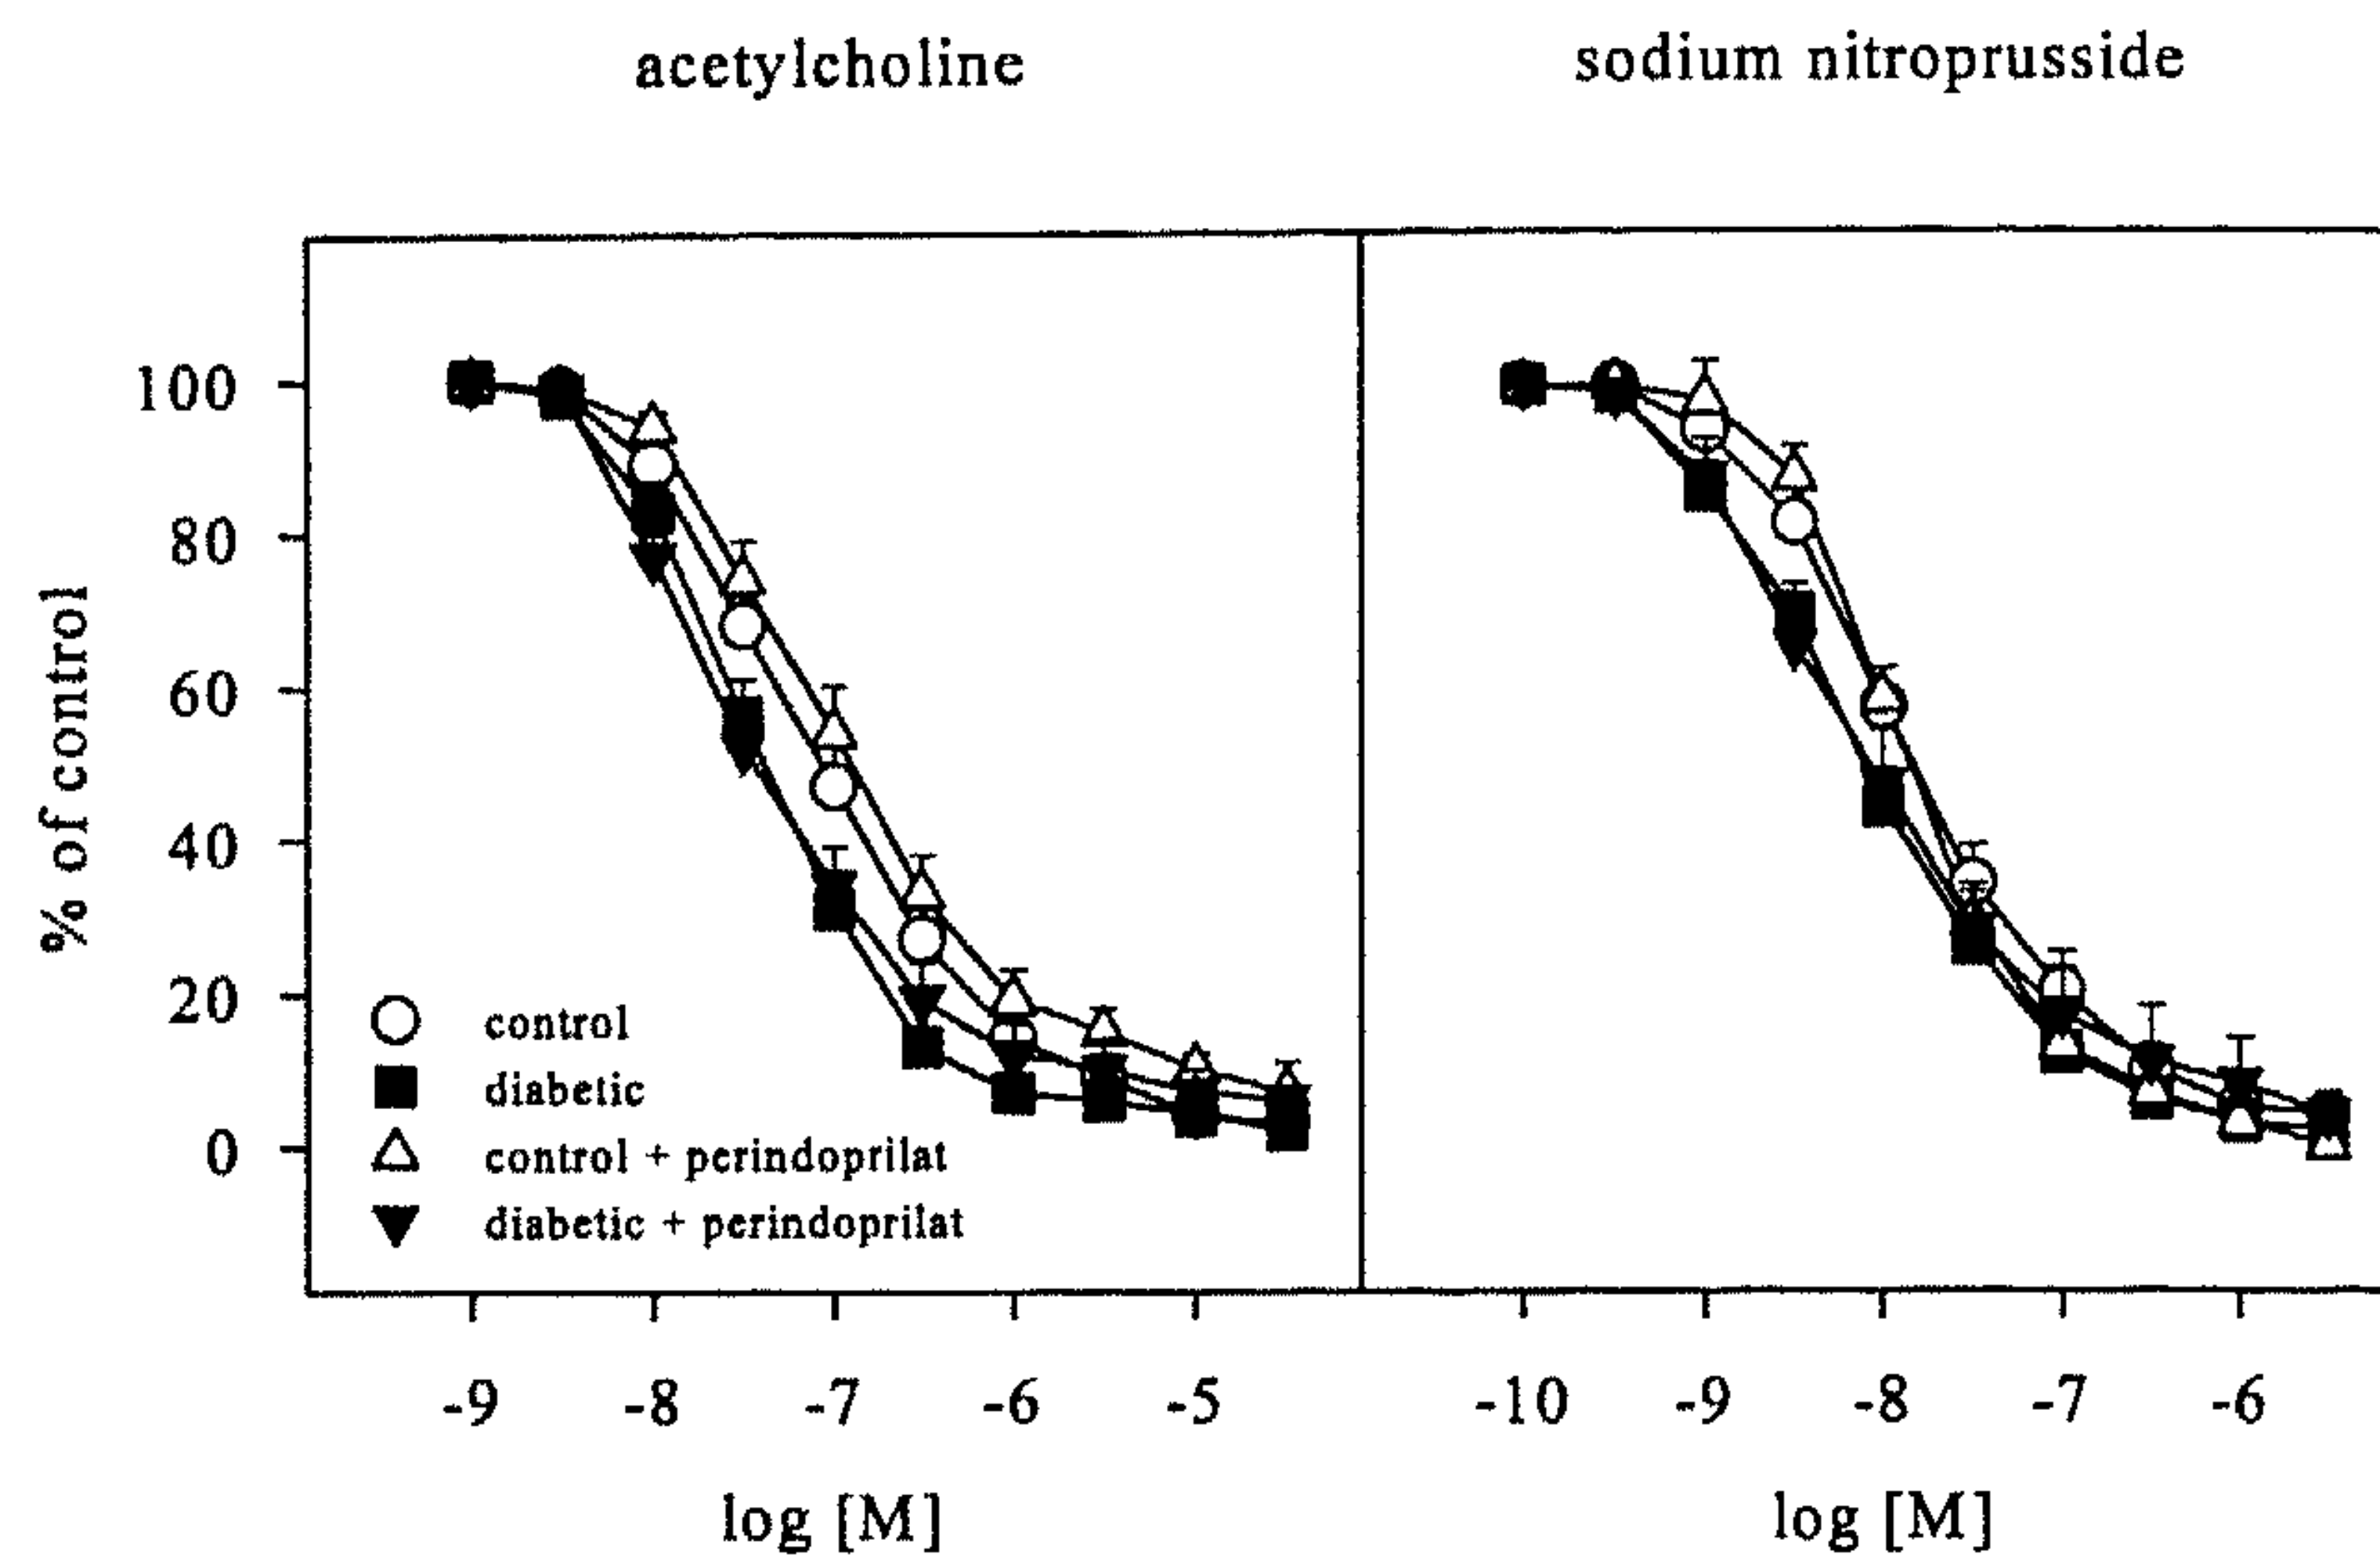 acetylcholine
sodium nitroprusside
% of control
100
80
60
40
20
0
control
diabetic
control + perindoprilat
diabetic + perindoprilat
-9 -8 -7 -6 -5
-10 -9 -8 -7 -6
log [M]
log [M]